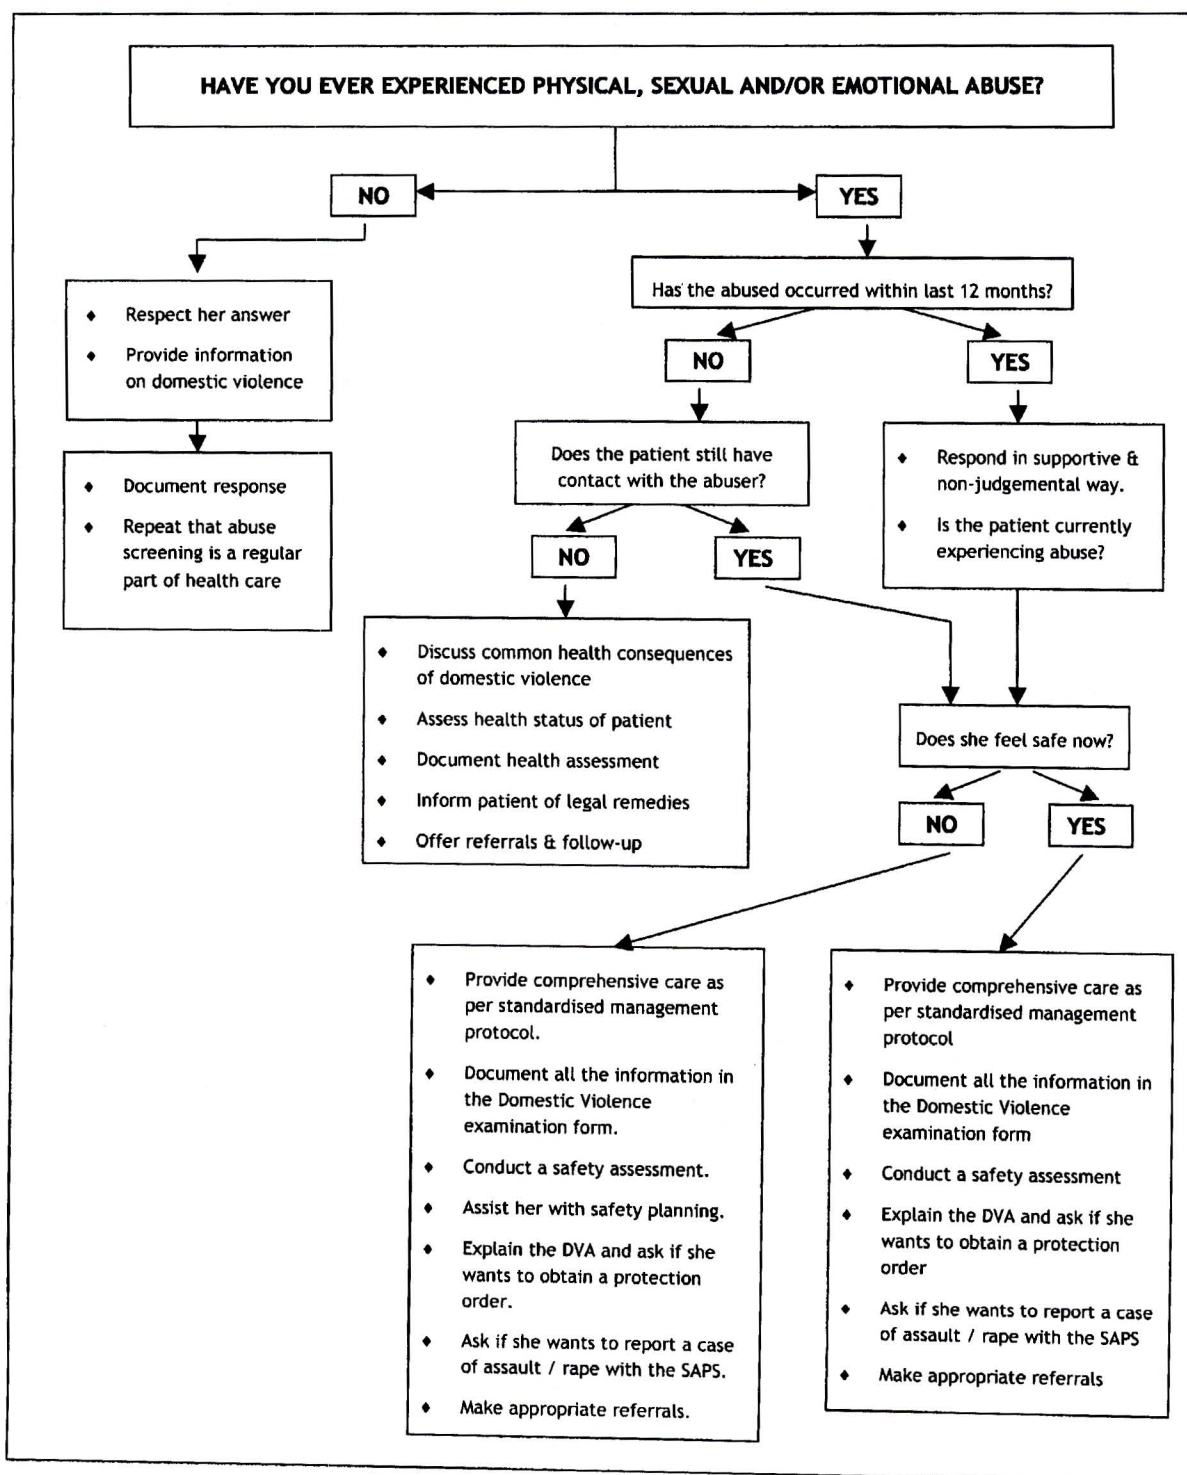 HAVE YOU EVER EXPERIENCED PHYSICAL, SEXUAL AND/OR EMOTIONAL ABUSE?
NO
YES
♦ Respect her answer
♦ Provide information
on domestic violence
♦ Document response
♦ Repeat that abuse
screening is a regular
part of health care
Has the abused occurred within last 12 months?
NO
YES
Does the patient still have
contact with the abuser?
♦ Respond in supportive &
non-judgemental way.
♦ Is the patient currently
experiencing abuse?
NO
YES
♦ Discuss common health consequences
of domestic violence
♦ Assess health status of patient
♦ Document health assessment
♦ Inform patient of legal remedies
♦ Offer referrals & follow-up
Does she feel safe now?
NO
YES
♦ Provide comprehensive care as
per standardised management
protocol.
♦ Document all the information in
the Domestic Violence
examination form.
♦ Conduct a safety assessment.
♦ Assist her with safety planning.
♦ Explain the DVA and ask if she
wants to obtain a protection
order.
♦ Ask if she wants to report a case
of assault / rape with the SAPS.
♦ Make appropriate referrals.
♦ Provide comprehensive care as
per standardised management
protocol
♦ Document all the information in
the Domestic Violence
examination form
♦ Conduct a safety assessment
♦ Explain the DVA and ask if she
wants to obtain a protection
order
♦ Ask if she wants to report a case
of assault / rape with the SAPS
♦ Make appropriate referrals